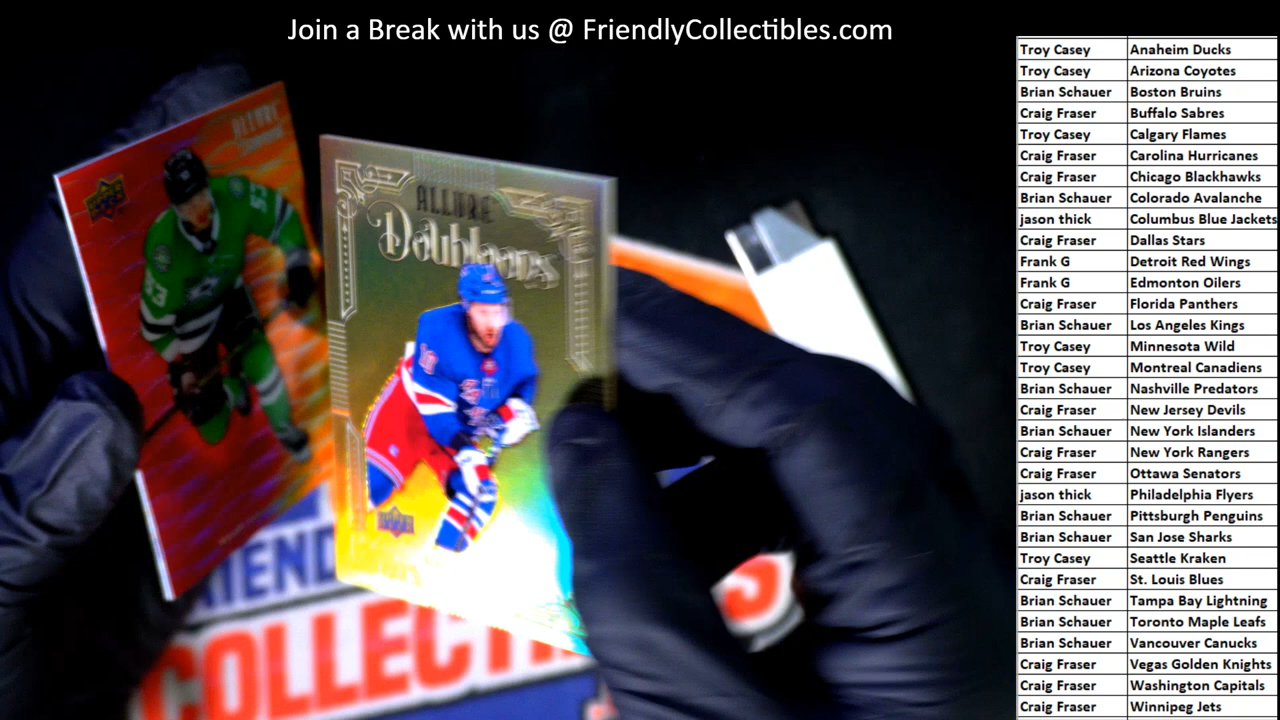 Join a Break with us @ FriendlyCollectibles.com
Troy Casey Anaheim Ducks
Troy Casey Arizona Coyotes
Brian Schauer Boston Bruins
Craig Fraser Buffalo Sabres
Troy Casey Calgary Flames
Craig Fraser Carolina Hurricanes
Craig Fraser Chicago Blackhawks
Brian Schauer Colorado Avalanche
jason thick Columbus Blue Jackets
Craig Fraser Dallas Stars
Frank G Detroit Red Wings
Frank G Edmonton Oilers
Craig Fraser Florida Panthers
Brian Schauer Los Angeles Kings
Troy Casey Minnesota Wild
Troy Casey Montreal Canadiens
Brian Schauer Nashville Predators
Craig Fraser New Jersey Devils
Brian Schauer New York Islanders
Craig Fraser New York Rangers
Craig Fraser Ottawa Senators
jason thick Philadelphia Flyers
Brian Schauer Pittsburgh Penguins
Brian Schauer San Jose Sharks
Troy Casey Seattle Kraken
Craig Fraser St. Louis Blues
Brian Schauer Tampa Bay Lightning
Brian Schauer Toronto Maple Leafs
Brian Schauer Vancouver Canucks
Craig Fraser Vegas Golden Knights
Craig Fraser Washington Capitals
Craig Fraser Winnipeg Jets
ALLURE
ALLURE
Doubloons
53
10
IEND
COLLECTI